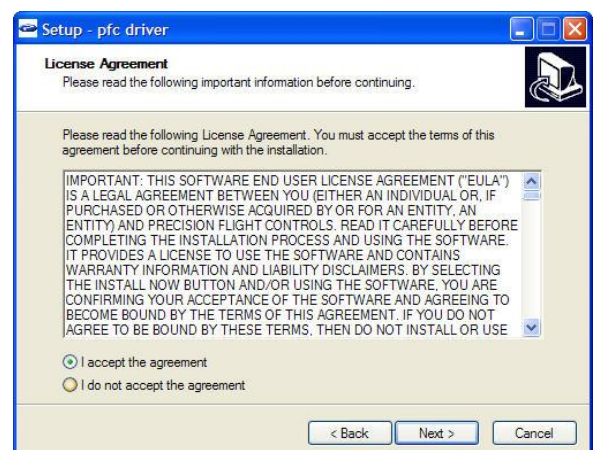 Setup - pfc driver
License Agreement
Please read the following important information before continuing.
Please read the following License Agreement. You must accept the terms of this
agreement before continuing with the installation.
IMPORTANT: THIS SOFTWARE END USER LICENSE AGREEMENT ("EULA")
IS A LEGAL AGREEMENT BETWEEN YOU (EITHER AN INDIVIDUAL OR, IF
PURCHASED OR OTHERWISE ACQUIRED BY OR FOR AN ENTITY, AN
ENTITY) AND PRECISION FLIGHT CONTROLS. READ IT CAREFULLY BEFORE
COMPLETING THE INSTALLATION PROCESS AND USING THE SOFTWARE.
IT PROVIDES A LICENSE TO USE THE SOFTWARE AND CONTAINS
WARRANTY INFORMATION AND LIABILITY DISCLAIMERS. BY SELECTING
THE INSTALL NOW BUTTON AND/OR USING THE SOFTWARE, YOU ARE
CONFIRMING YOUR ACCEPTANCE OF THE SOFTWARE AND AGREEING TO
BECOME BOUND BY THE TERMS OF THIS AGREEMENT. IF YOU DO NOT
AGREE TO BE BOUND BY THESE TERMS, THEN DO NOT INSTALL OR USE
I accept the agreement
I do not accept the agreement
< Back Next > Cancel